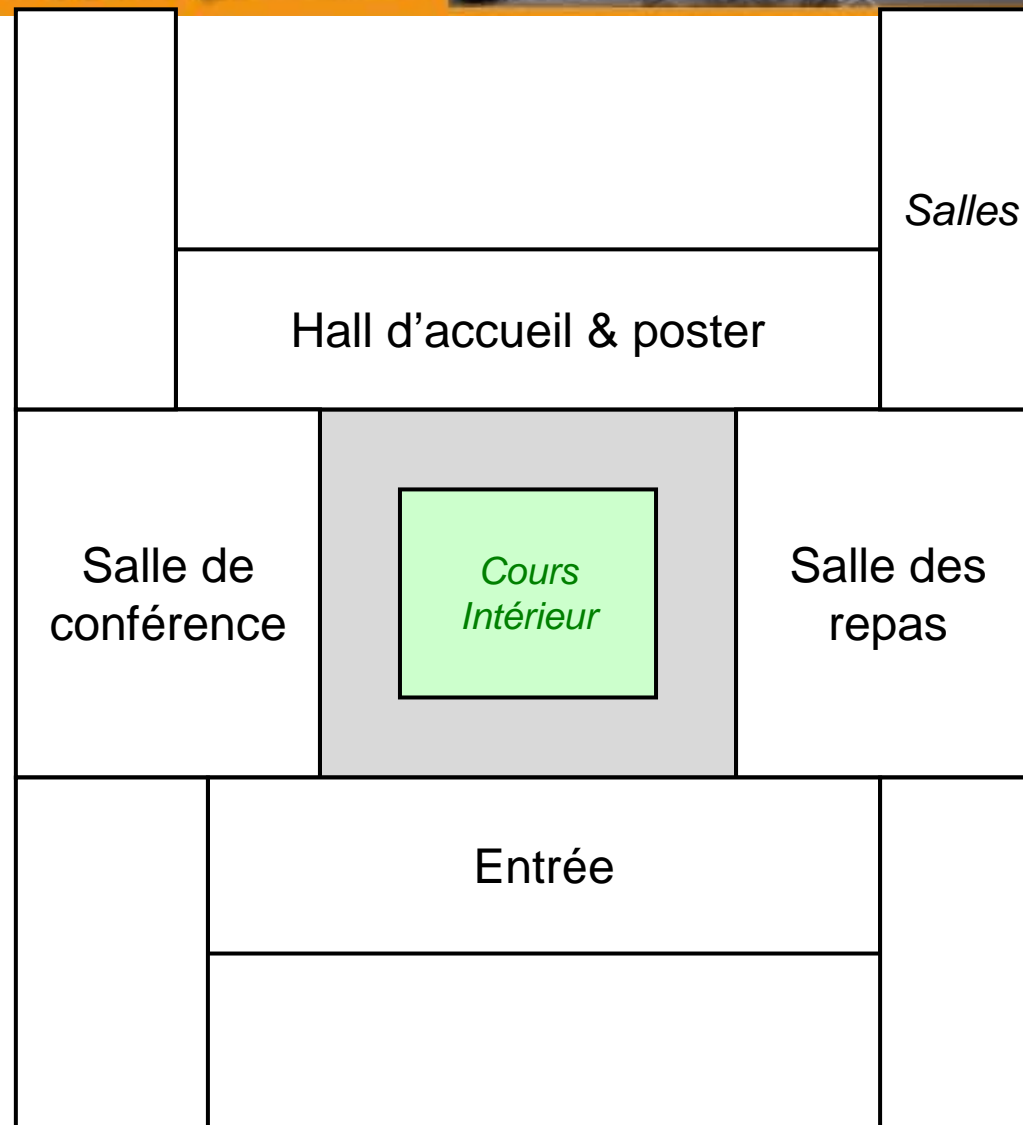 Salles
Hall d’accueil & poster
Salle de
conférence
Cours
Intérieur
Salle des
repas
Entrée